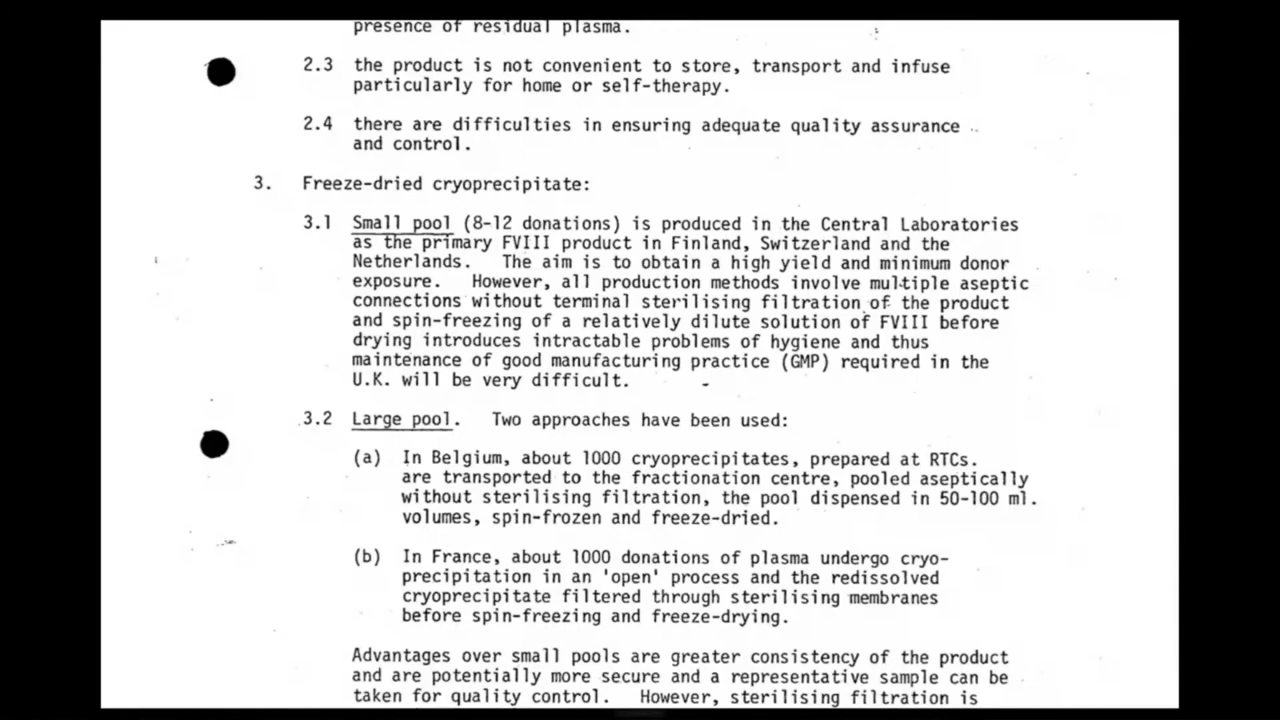 presence of residual plasma.
2.3 the product is not convenient to store, transport and infuse
particularly for home or self-therapy.
2.4 there are difficulties in ensuring adequate quality assurance
and control.
3. Freeze-dried cryoprecipitate:
3.1 Small pool (8-12 donations) is produced in the Central Laboratories
as the primary FVIII product in Finland, Switzerland and the
Netherlands. The aim is to obtain a high yield and minimum donor
exposure. However, all production methods involve multiple aseptic
connections without terminal sterilising filtration of the product
and spin-freezing of a relatively dilute solution of FVIII before
drying introduces intractable problems of hygiene and thus
maintenance of good manufacturing practice (GMP) required in the
U.K. will be very difficult.
3.2 Large pool. Two approaches have been used:
(a) In Belgium, about 1000 cryoprecipitates, prepared at RTCs.
are transported to the fractionation centre, pooled aseptically
without sterilising filtration, the pool dispensed in 50-100 ml.
volumes, spin-frozen and freeze-dried.
(b) In France, about 1000 donations of plasma undergo cryo-
precipitation in an 'open' process and the redissolved
cryoprecipitate filtered through sterilising membranes
before spin-freezing and freeze-drying.
Advantages over small pools are greater consistency of the product
and are potentially more secure and a representative sample can be
taken for quality control. However, sterilising filtration is